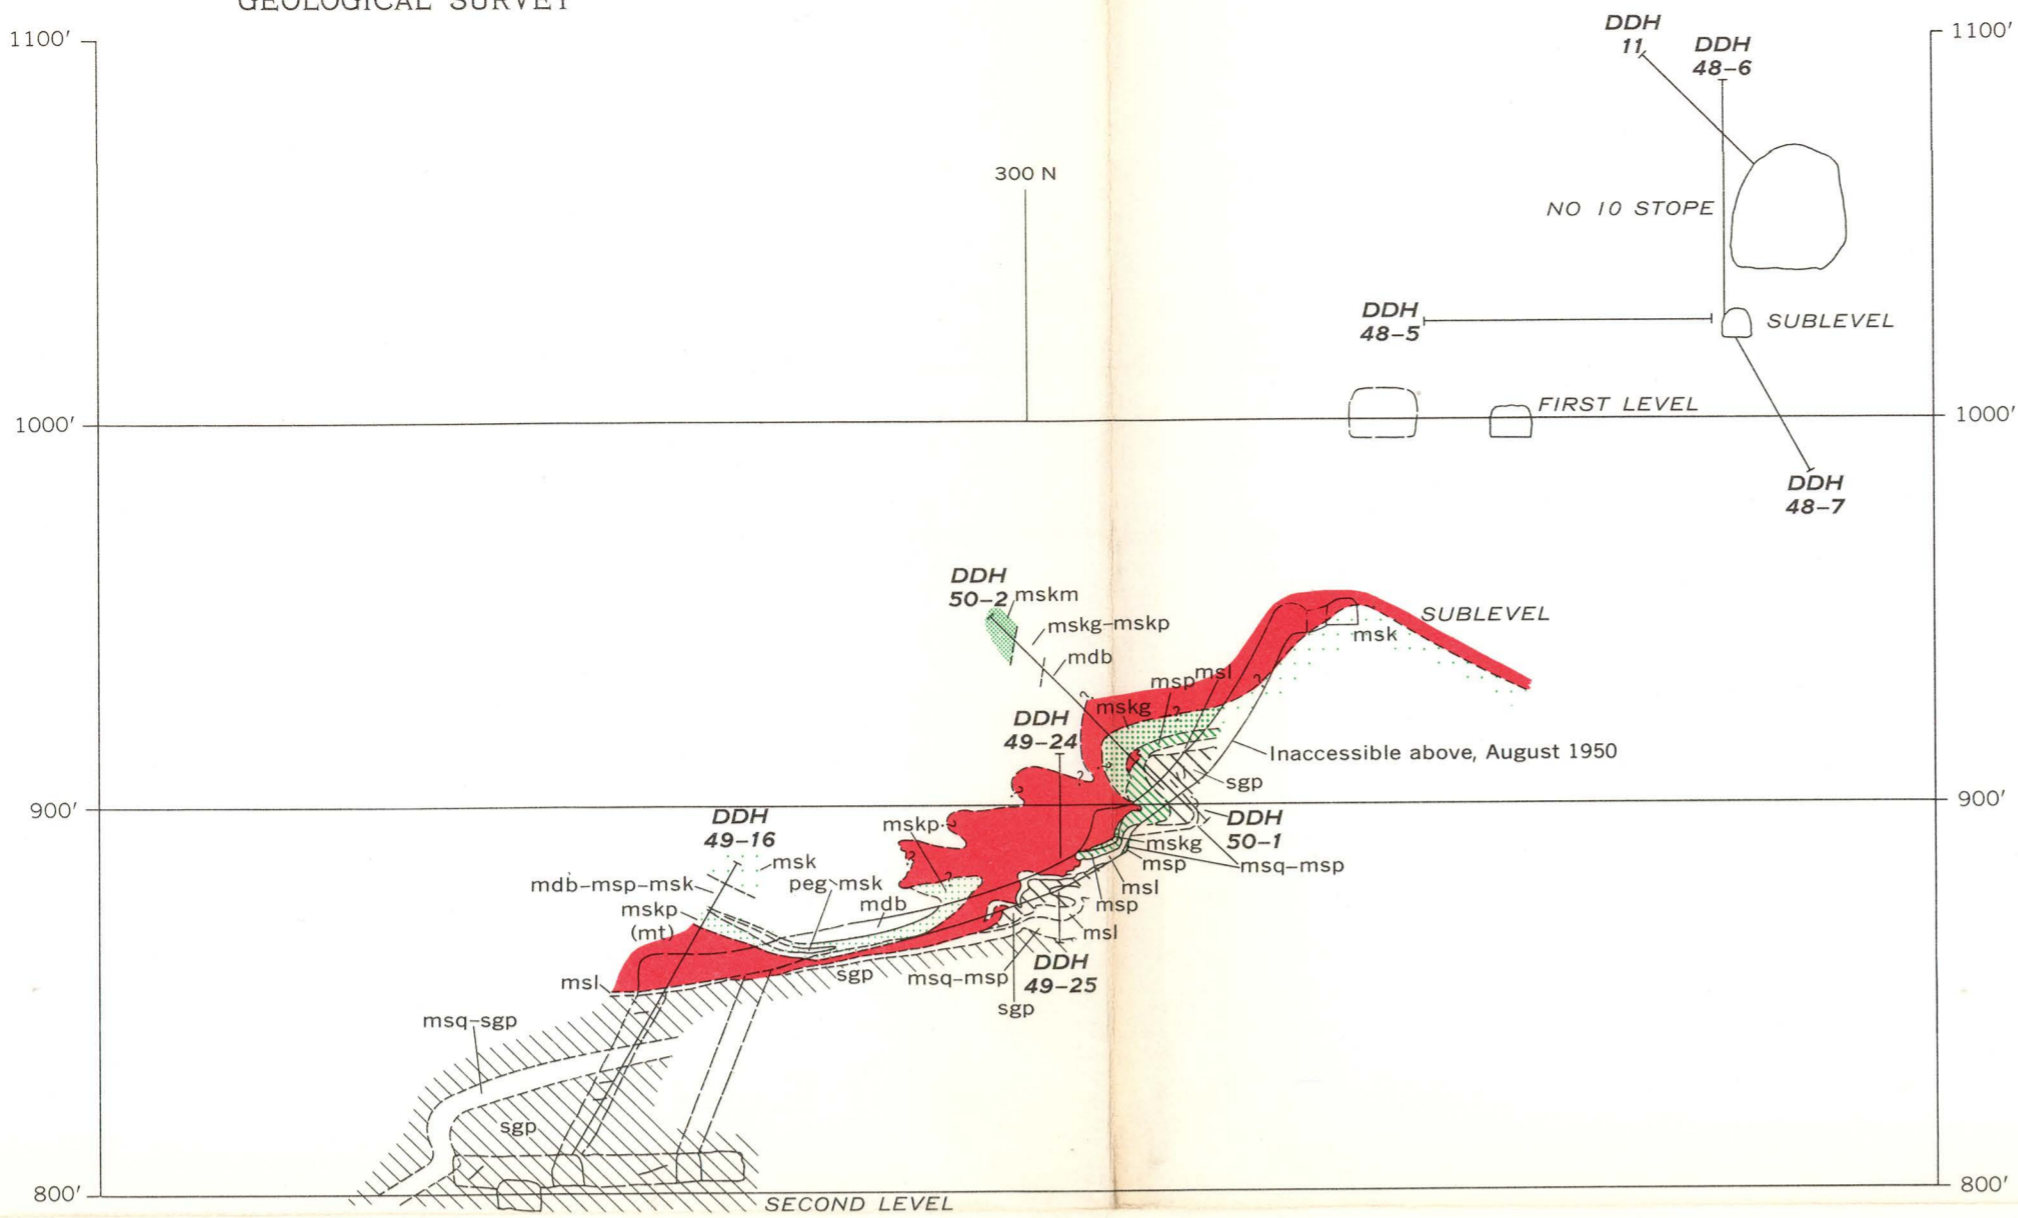 GEOLOGICAL SURVEY
1100'
1100'
DDH
11
DDH
48-6
300 N
NO 10 STOPE
DDH
48-5
SUBLEVEL
FIRST LEVEL
1000'
1000'
DDH
48-7
DDH
50-2
mskm
mskg-mskp
mdb
SUBLEVEL
msk
msp
msl
mskg
DDH
49-24
Inaccessible above, August 1950
sgp
900'
900'
DDH
49-16
mskp
DDH
50-1
mskg
msp
msq-msp
msk
mdb-msp-msk
peg-msk
msl
mdb
msp
mskp
(mt)
msl
sgp
msq-msp
DDH
49-25
msl
sgp
msq-sgp
sgp
800'
800'
SECOND LEVEL
?
?
?
?
?
?
?
?
?